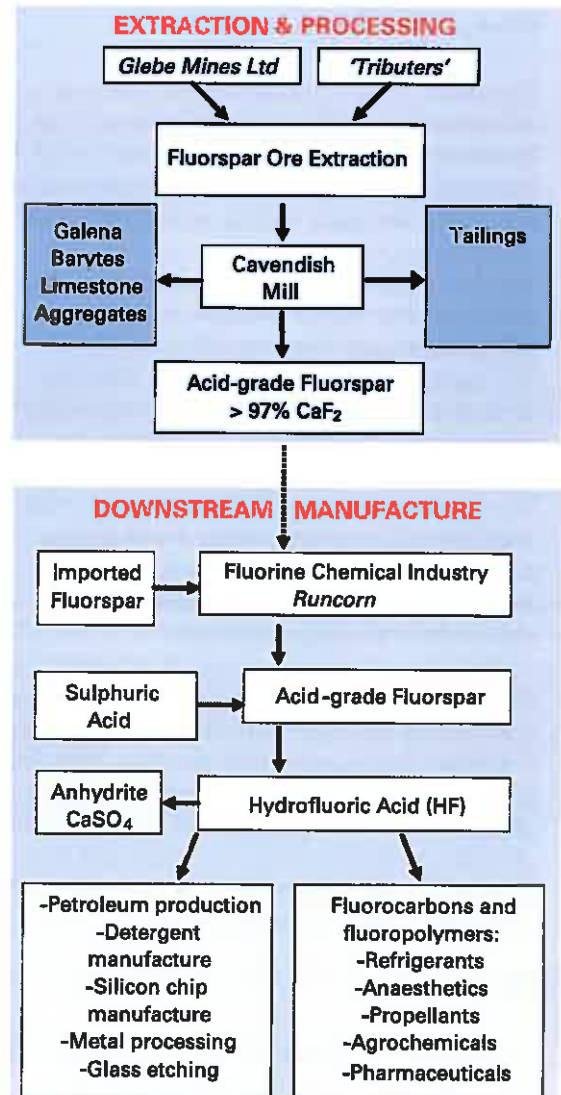 EXTRACTION & PROCESSING
Glebe Mines Ltd
'Tributers'
Fluorspar Ore Extraction
Galena
Barytes
Limestone
Aggregates
Cavendish
Mill
Tailings
Acid-grade Fluorspar
> 97% CaF₂
DOWNSTREAM MANUFACTURE
Imported
Fluorspar
Fluorine Chemical Industry
Runcorn
Sulphuric
Acid
Acid-grade Fluorspar
Anhydrite
CaSO₄
Hydrofluoric Acid (HF)
-Petroleum production
-Detergent
manufacture
-Silicon chip
manufacture
-Metal processing
-Glass etching
Fluorocarbons and
fluoropolymers:
-Refrigerants
-Anaesthetics
-Propellants
-Agrochemicals
-Pharmaceuticals